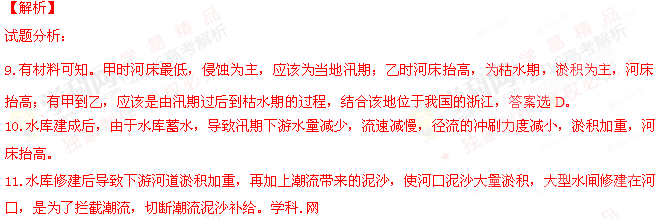 【解析】
试题分析：
9.有材料可知。甲时河床最低，侵蚀为主，应该为当地汛期；乙时河床抬高，为枯水期，淤积为主，河床
抬高；有甲到乙，应该是由汛期过后到枯水期的过程，结合该地位于我国的浙江，答案选 D。
10.水库建成后，由于水库蓄水，导致汛期下游水量减少，流速减慢，径流的冲刷力度减小，淤积加重，河
床抬高。
11.水库修建后导致下游河道淤积加重，再加上潮流带来的泥沙，使河口泥沙大量淤积，大型水闸修建在河
口，是为了拦截潮流，切断潮流泥沙补给。学科.网